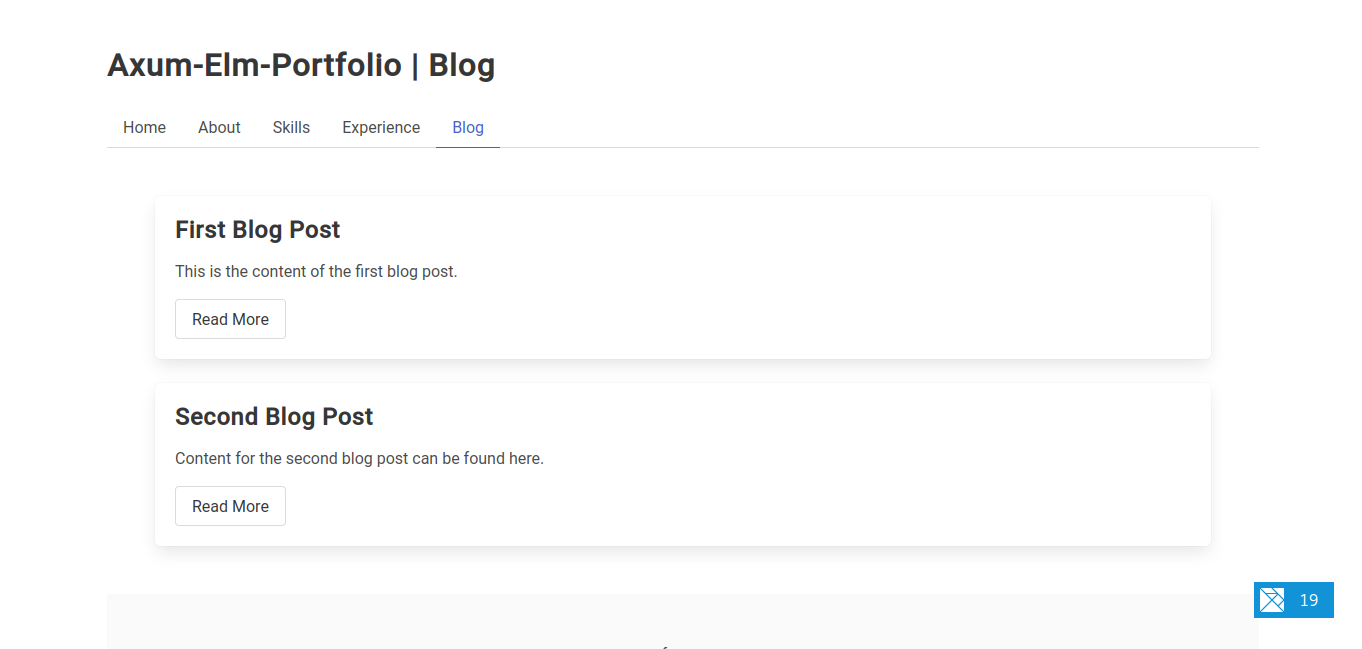 Axum-Elm-Portfolio | Blog
Home About Skills Experience Blog
First Blog Post
This is the content of the first blog post.
Read More
Second Blog Post
Content for the second blog post can be found here.
Read More
19